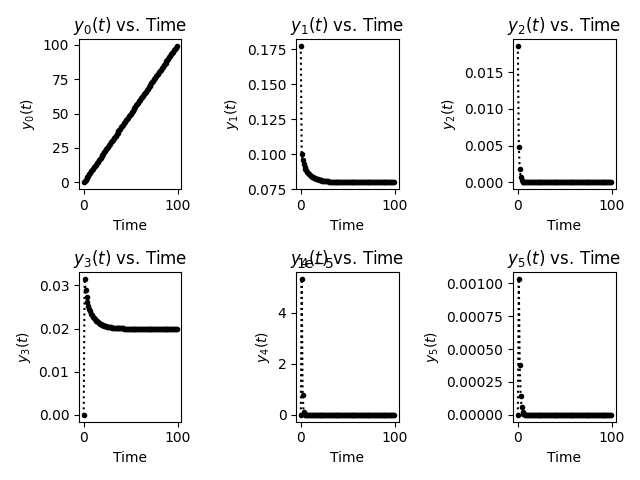 y₀(t) vs. Time
y₁(t) vs. Time
y₂(t) vs. Time
100
75
50
25
0
y₀(t)
0
100
Time
0.175
0.150
0.125
0.100
0.075
y₁(t)
0
100
Time
0.015
0.010
0.005
0.000
y₂(t)
0
100
Time
y₃(t) vs. Time
y₄(t) vs. Time
y₅(t) vs. Time
0.03
0.02
0.01
0.00
y₃(t)
0
100
Time
1e−5
4
2
0
y₄(t)
0
100
Time
0.00100
0.00075
0.00050
0.00025
0.00000
y₅(t)
0
100
Time